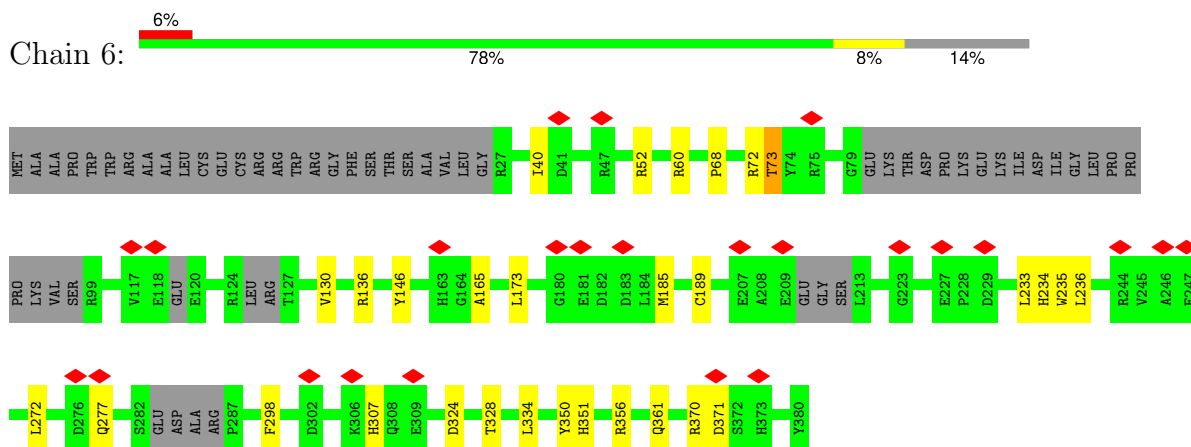 6%
Chain 6:
78% 8% 14%
MET ALA ALA PRO TRP TRP ARG ALA ALA LEU CYS GLU CYS ARG ARG TRP ARG GLY PHE SER THR SER ALA VAL LEU GLY R27 I40 D41 R47 R52 R60 P68 R72 T73 Y74 R75 G79 GLU LYS THR ASP PRO LYS GLU LYS ILE ASP ILE GLY LEU PRO PRO
PRO LYS VAL SER R99 V117 E118 GLU E120 R124 LEU ARG T127 V130 R136 Y146 H163 G164 A165 L173 G180 E181 D182 D183 L184 M185 C189 E207 A208 E209 GLU GLY SER L213 G223 E227 P228 D229 L233 H234 W235 L236 R244 V245 A246
L272 D276 Q277 S282 GLU ASP ALA ARG P287 F298 D302 K306 H307 Q308 E309 D324 T328 L334 Y350 H351 R356 Q361 R370 D371 S372 H373 Y380